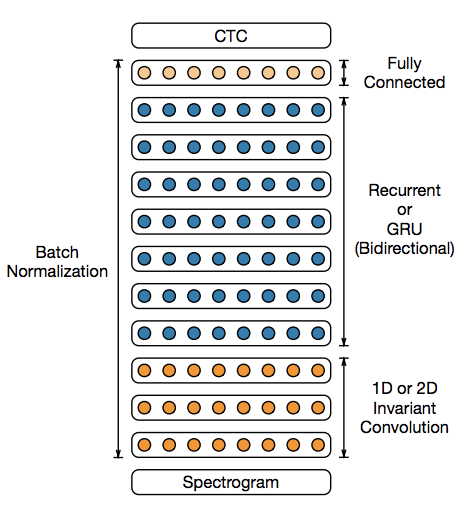 CTC
Fully
Connected
Recurrent
or
GRU
(Bidirectional)
Batch
Normalization
1D or 2D
Invariant
Convolution
Spectrogram